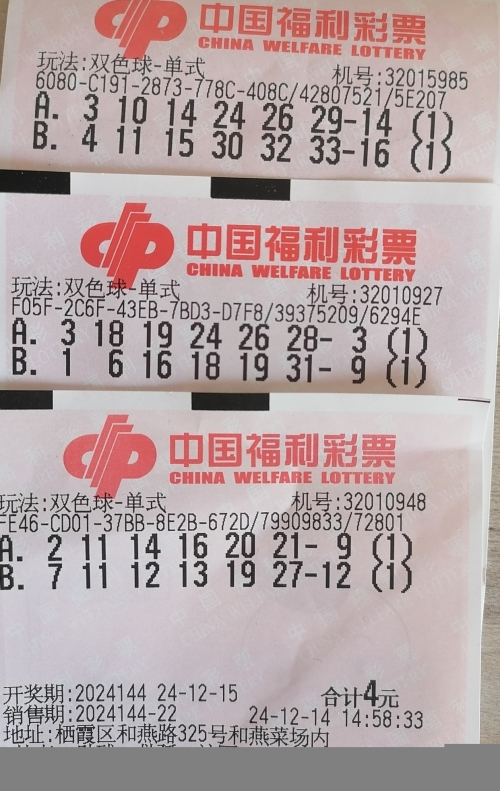 中国福利彩票
CHINA WELFARE LOTTERY
玩法:双色球-单式 机号:32015985
6080-C191-2873-778C-408C/42807521/5E207
A. 3 10 14 24 26 29-14 (1)
B. 4 11 15 30 32 33-16 (1)
中国福利彩票
CHINA WELFARE LOTTERY
玩法:双色球-单式 机号:32010927
F05F-2C6F-43EB-7BD3-D7F8/39375209/6294E
A. 3 18 19 24 26 28- 3 (1)
B. 1 6 16 18 19 31- 9 (1)
中国福利彩票
CHINA WELFARE LOTTERY
玩法:双色球-单式 机号:32010948
FE46-CD01-37BB-8E2B-672D/79909833/72801
A. 2 11 14 16 20 21- 9 (1)
B. 7 11 12 13 19 27-12 (1)
开奖期:2024144 24-12-15 合计4元
销售期:2024144-22 24-12-14 14:58:33
地址:栖霞区和燕路325号和燕菜场内